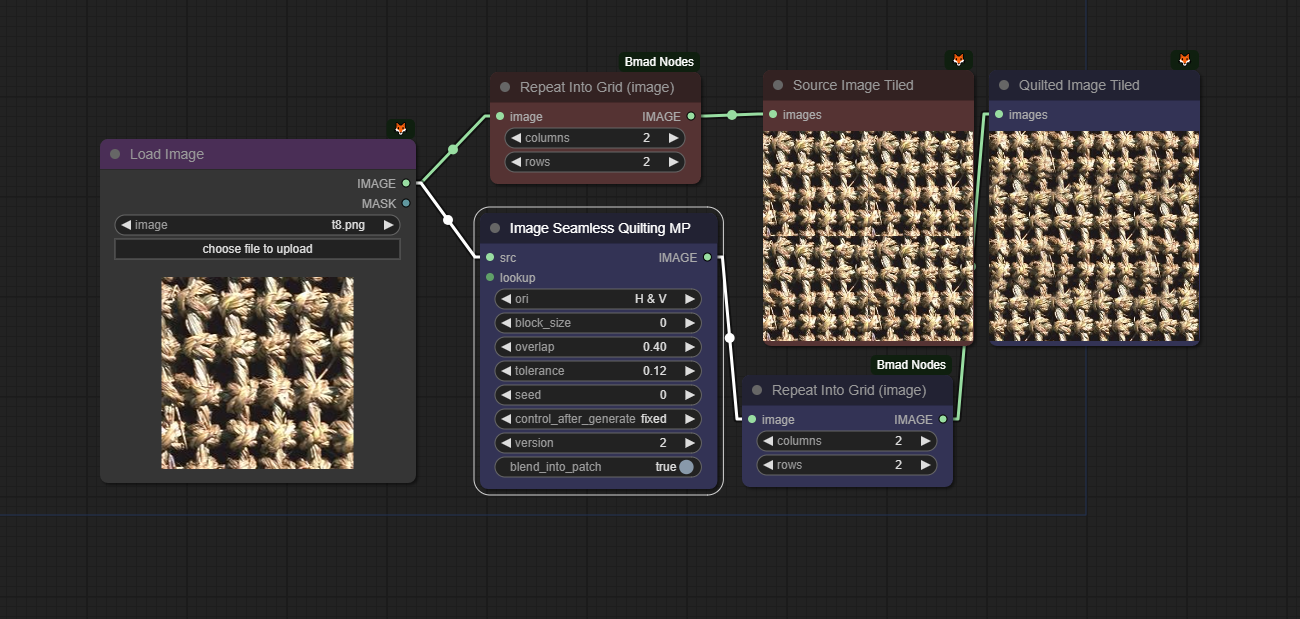 Load Image
IMAGE
MASK
image t8.png
choose file to upload
Bmad Nodes
Repeat Into Grid (image)
image IMAGE
columns 2
rows 2
Image Seamless Quilting MP
src IMAGE
lookup
ori H & V
block_size 0
overlap 0.40
tolerance 0.12
seed 0
control_after_generate fixed
version 2
blend_into_patch true
Source Image Tiled
images
Bmad Nodes
Repeat Into Grid (image)
image IMAGE
columns 2
rows 2
Quilted Image Tiled
images